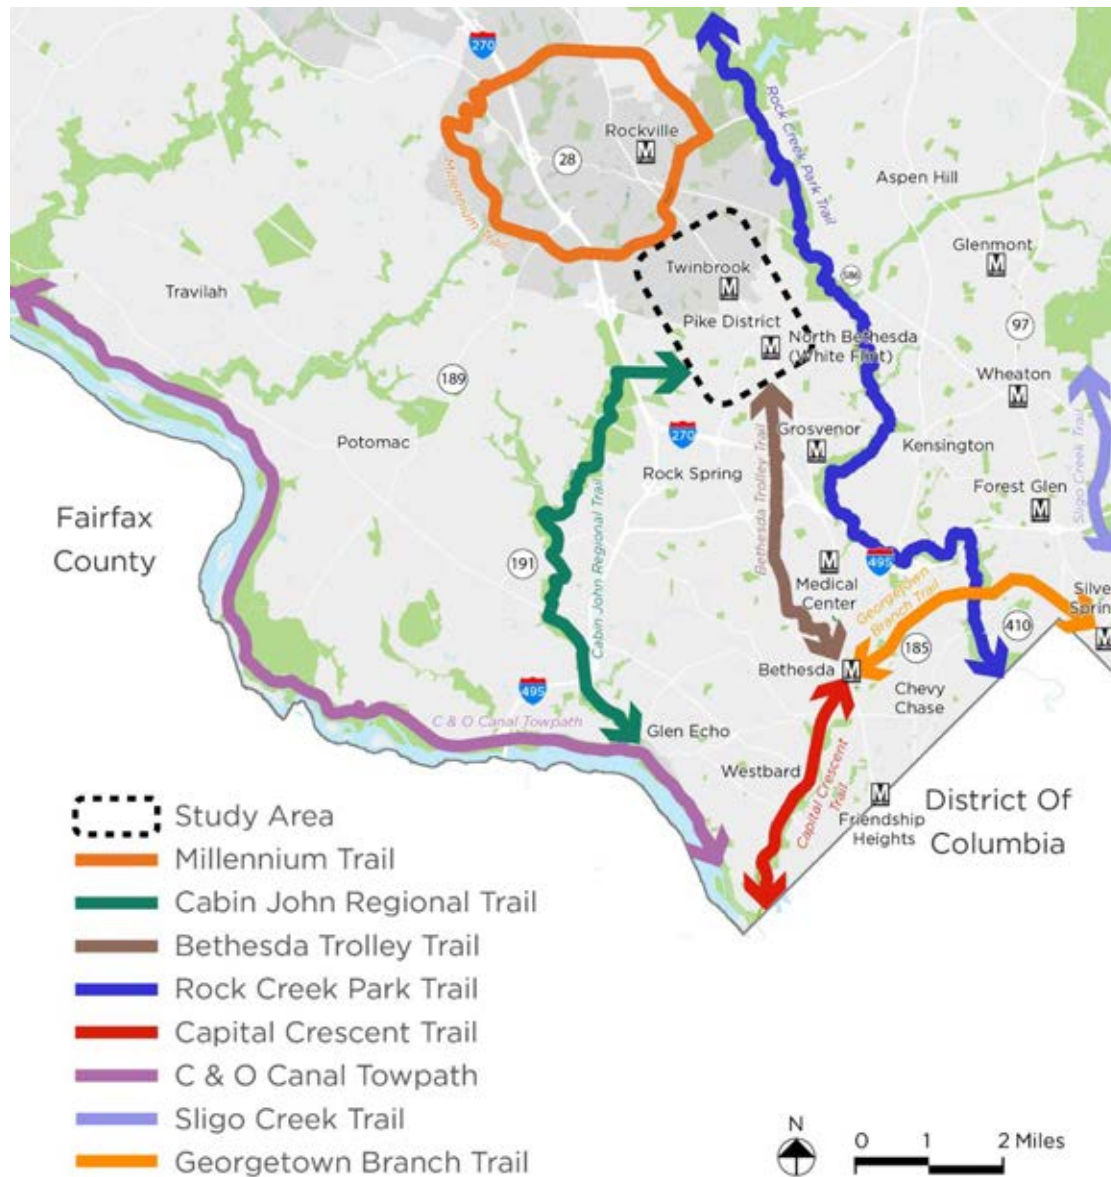 270
Rockville
M
28
Rock Creek Park Trail
Aspen Hill
Millennium Trail
Glenmont
M
Twinbrook
M
586
Travilah
Pike District
North Bethesda
(White Flint)
M
97
Wheaton
M
189
Potomac
270
Grosvenor
M
Kensington
Rock Spring
Bethesda Trolley Trail
Forest Glen
M
Sligo Creek Trail
Fairfax
County
Cabin John Regional Trail
191
M
Medical
Center
495
Georgetown
Branch Trail
Silve
Sprin
M
410
185
Bethesda
M
Chevy
Chase
495
C & O Canal Towpath
Glen Echo
Westbard
Capital Crescent
Trail
M
Friendship
Heights
District Of
Columbia
Study Area
Millennium Trail
Cabin John Regional Trail
Bethesda Trolley Trail
Rock Creek Park Trail
Capital Crescent Trail
C & O Canal Towpath
Sligo Creek Trail
Georgetown Branch Trail
N
0 1 2 Miles